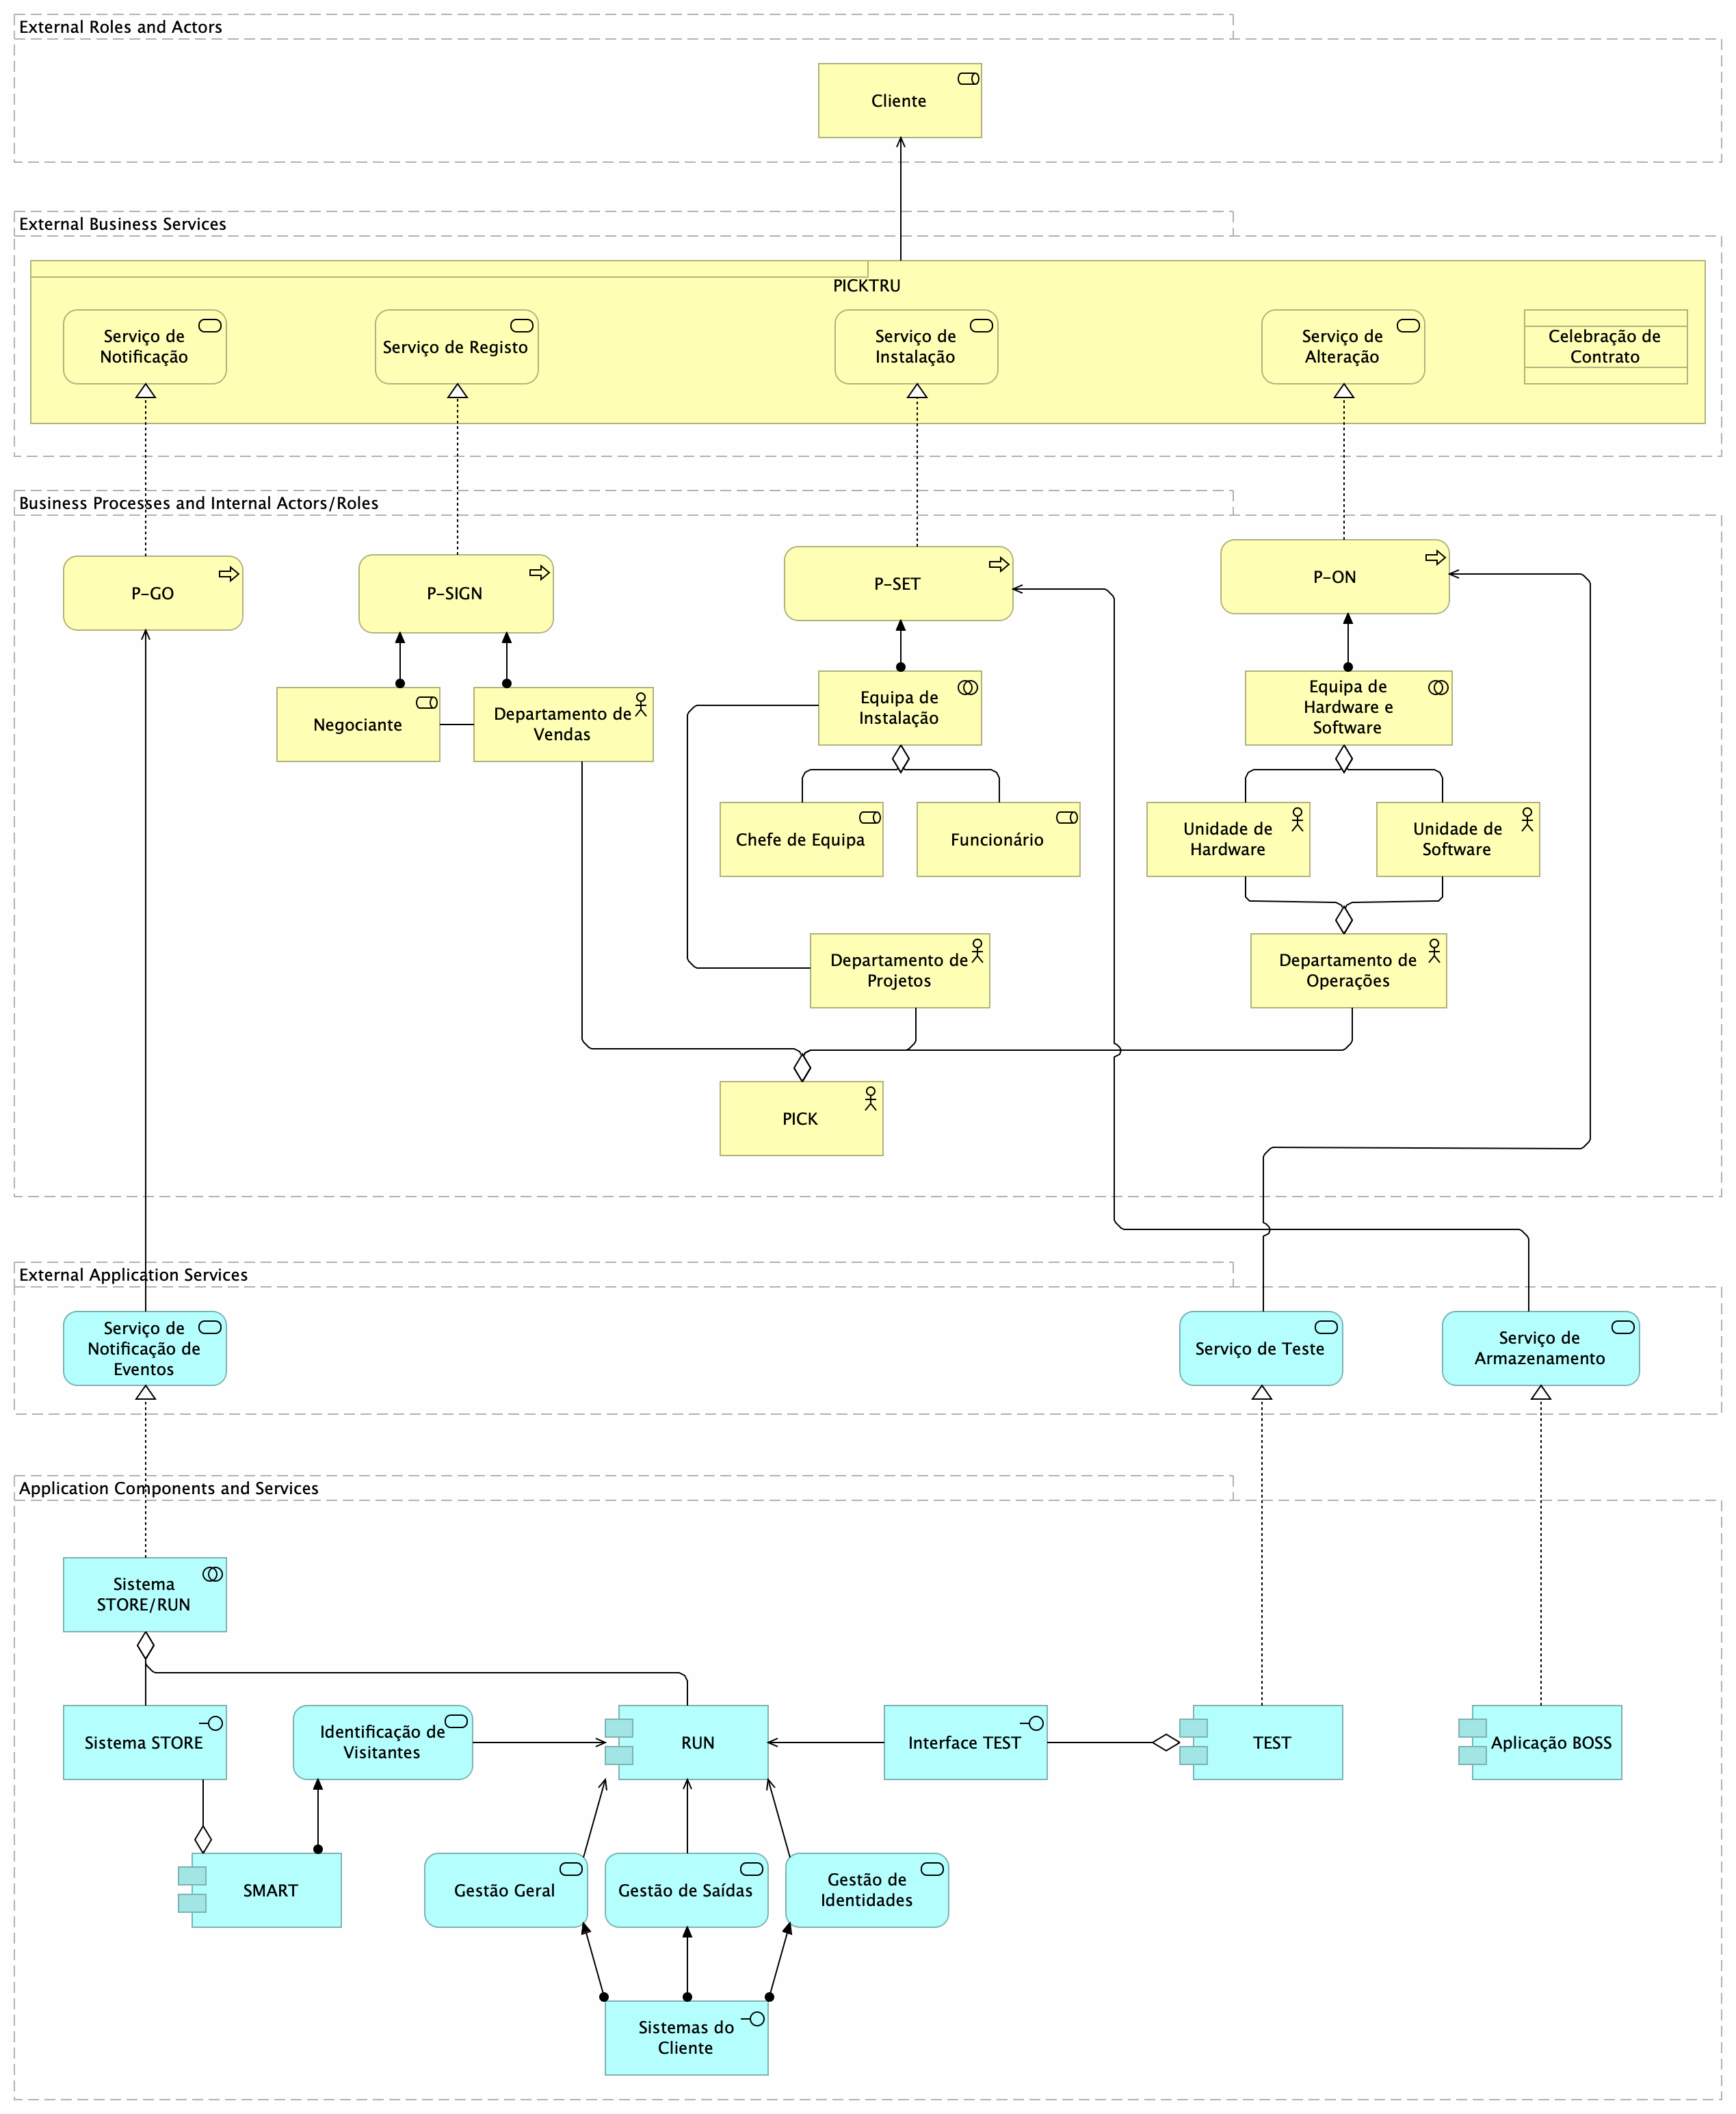 External Roles and Actors
Cliente
External Business Services
PICKTRU
Serviço de
Notificação
Serviço de Registo
Serviço de
Instalação
Serviço de
Alteração
Celebração de
Contrato
Business Processes and Internal Actors/Roles
P-GO
P-SIGN
P-SET
P-ON
Negociante
Departamento de
Vendas
Equipa de
Instalação
Equipa de
Hardware e
Software
Chefe de Equipa
Funcionário
Unidade de
Hardware
Unidade de
Software
Departamento de
Projetos
Departamento de
Operações
PICK
External Application Services
Serviço de
Notificação de
Eventos
Serviço de Teste
Serviço de
Armazenamento
Application Components and Services
Sistema
STORE/RUN
Sistema STORE
Identificação de
Visitantes
RUN
Interface TEST
TEST
Aplicação BOSS
SMART
Gestão Geral
Gestão de Saídas
Gestão de
Identidades
Sistemas do
Cliente